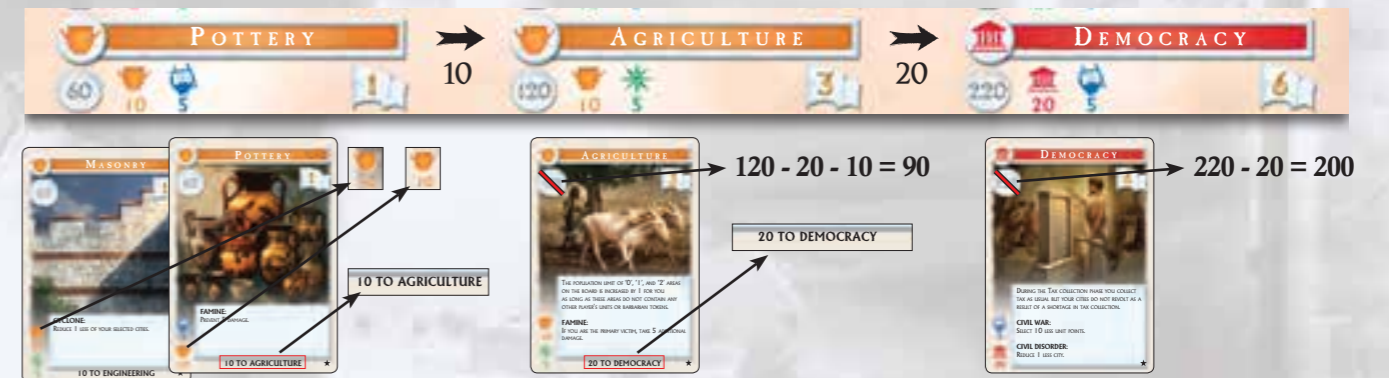 POTTERY
10
AGRICULTURE
20
DEMOCRACY
60
10
5
1
120
10
5
3
220
20
5
6
MASONRY
POTTERY
1
AGRICULTURE
120 - 20 - 10 = 90
DEMOCRACY
220 - 20 = 200
10
20 TO DEMOCRACY
10 TO AGRICULTURE
CYCLONE:
REDUCE 1 LESS OF YOUR SELECTED CITIES.
FAMINE:
PREVENT DAMAGE.
10 TO AGRICULTURE
10 TO ENGINEERING
THE POPULATION LIMIT OF '0', '1', AND '2' AREAS
ON THE BOARD IS INCREASED BY 1 FOR YOU
AS LONG AS THESE AREAS DO NOT CONTAIN ANY
OTHER PLAYER'S UNITS OR BARBARIAN TOKENS.
FAMINE:
IF YOU ARE THE PRIMARY VICTIM, TAKE 5 ADDITIONAL
DAMAGE.
20 TO DEMOCRACY
DURING THE TAX COLLECTION PHASE YOU COLLECT
TAX AS USUAL BUT YOUR CITIES DO NOT REVOLT AS A
RESULT OF A SHORTAGE IN TAX COLLECTION.
CIVIL WAR:
SELECT 10 LESS UNIT POINTS.
CIVIL DISORDER:
REDUCE 1 LESS CITY.